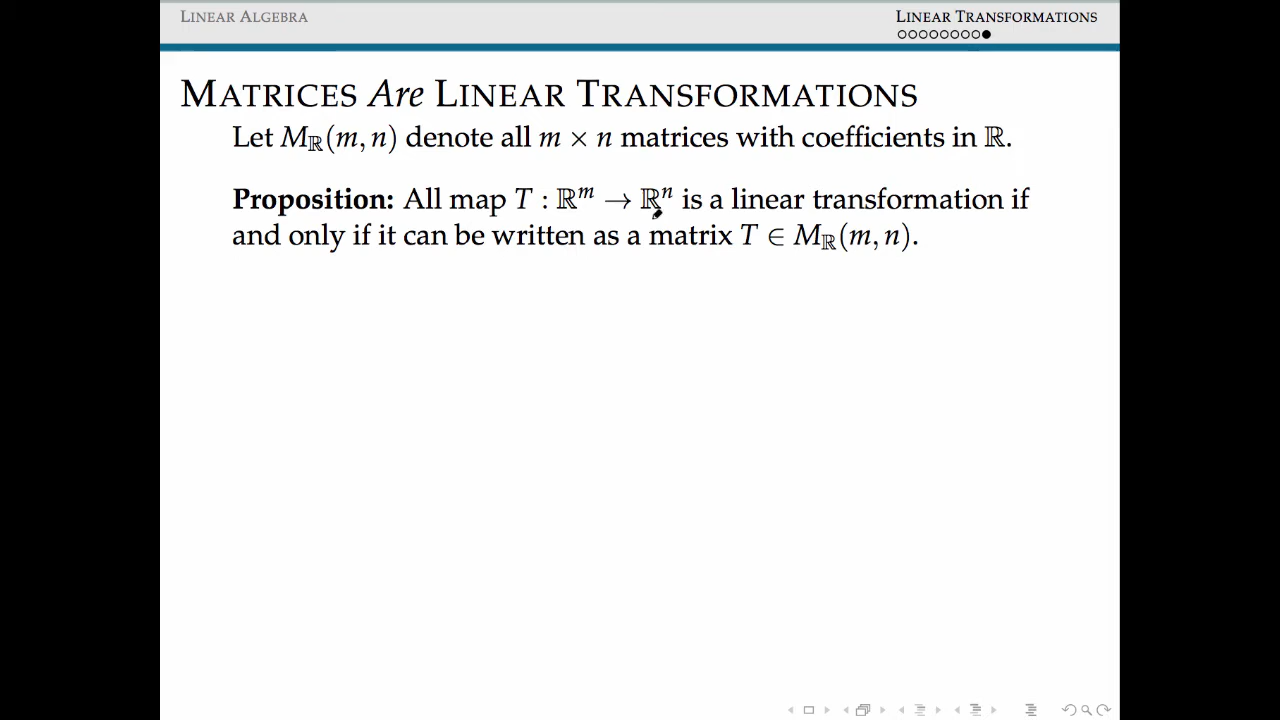 LINEAR ALGEBRA
LINEAR TRANSFORMATIONS
MATRICES Are LINEAR TRANSFORMATIONS
Let M_ℝ(m, n) denote all m × n matrices with coefficients in ℝ.
Proposition: All map T : ℝ^m → ℝ^n is a linear transformation if
and only if it can be written as a matrix T ∈ M_ℝ(m, n).